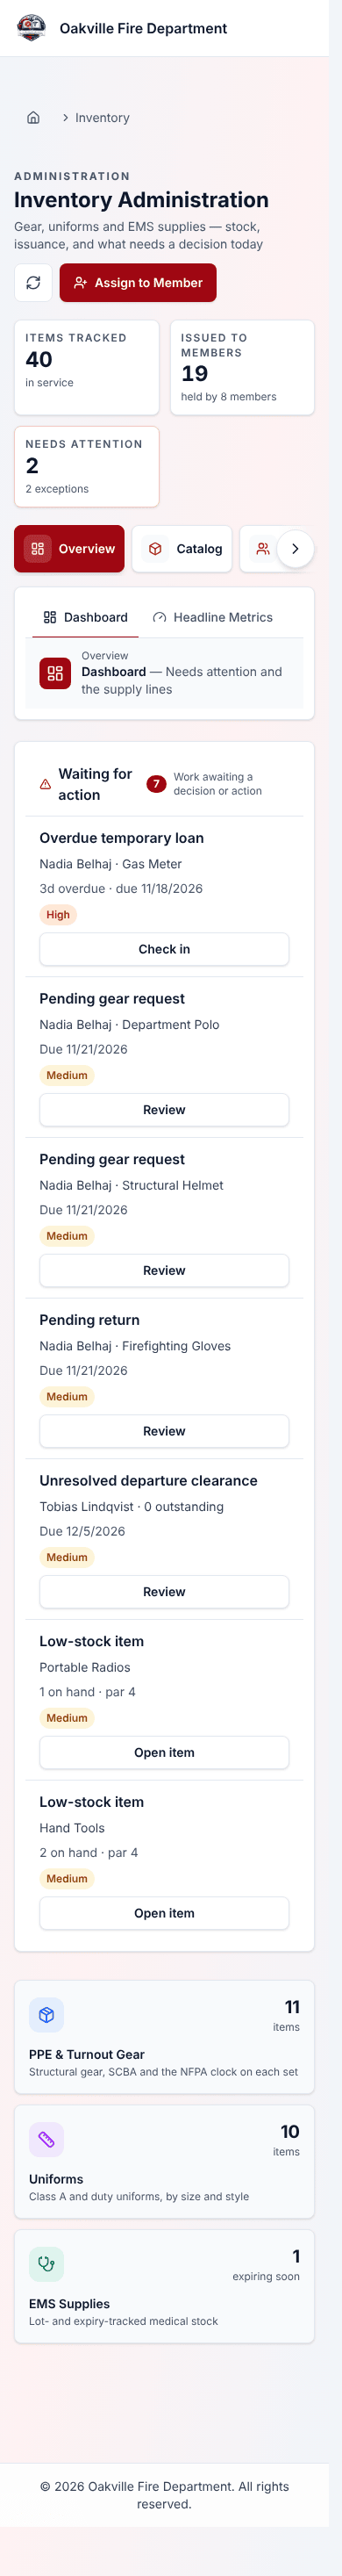 Oakville Fire Department
Inventory
ADMINISTRATION
Inventory Administration
Gear, uniforms and EMS supplies — stock,
issuance, and what needs a decision today
Assign to Member
ITEMS TRACKED
40
in service
ISSUED TO
MEMBERS
19
held by 8 members
NEEDS ATTENTION
2
2 exceptions
Overview
Catalog
Dashboard
Headline Metrics
Overview
Dashboard — Needs attention and
the supply lines
Waiting for
action
7
Work awaiting a
decision or action
Overdue temporary loan
Nadia Belhaj · Gas Meter
3d overdue · due 11/18/2026
High
Check in
Pending gear request
Nadia Belhaj · Department Polo
Due 11/21/2026
Medium
Review
Pending gear request
Nadia Belhaj · Structural Helmet
Due 11/21/2026
Medium
Review
Pending return
Nadia Belhaj · Firefighting Gloves
Due 11/21/2026
Medium
Review
Unresolved departure clearance
Tobias Lindqvist · 0 outstanding
Due 12/5/2026
Medium
Review
Low-stock item
Portable Radios
1 on hand · par 4
Medium
Open item
Low-stock item
Hand Tools
2 on hand · par 4
Medium
Open item
11
items
PPE & Turnout Gear
Structural gear, SCBA and the NFPA clock on each set
10
items
Uniforms
Class A and duty uniforms, by size and style
1
expiring soon
EMS Supplies
Lot- and expiry-tracked medical stock
© 2026 Oakville Fire Department. All rights
reserved.